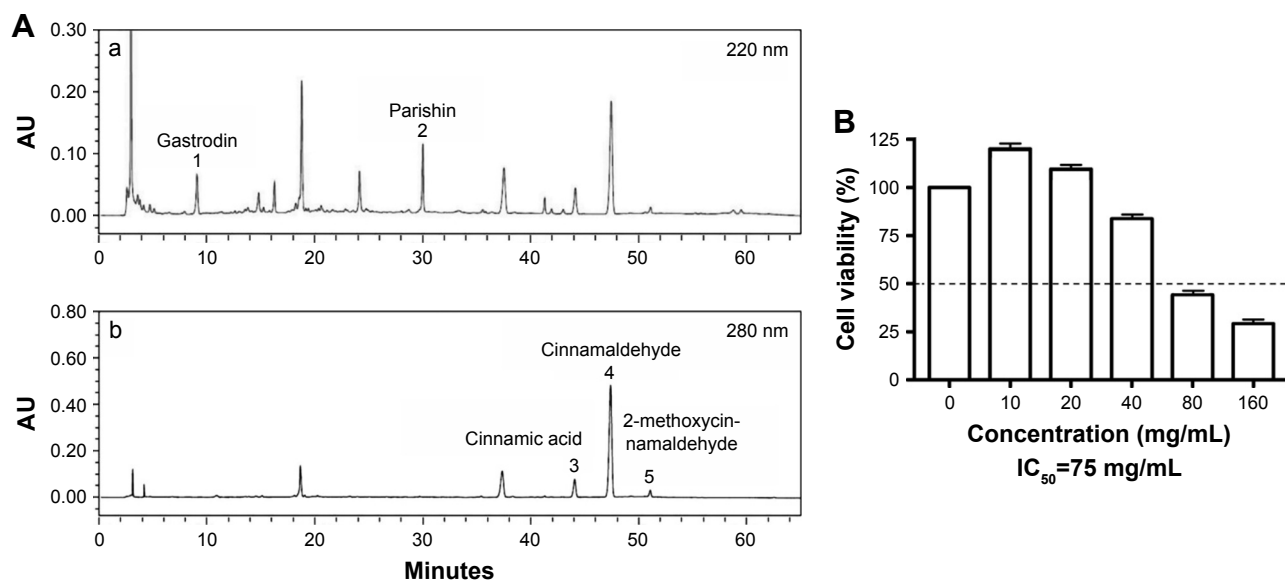 A
a
220 nm
0.30
0.20
0.10
0.00
AU
Gastrodin
1
Parishin
2
0 10 20 30 40 50 60
b
280 nm
0.80
0.60
0.40
0.20
0.00
AU
Cinnamic acid
3
Cinnamaldehyde
4
2-methoxycin-
namaldehyde
5
0 10 20 30 40 50 60
Minutes
B
125
100
75
50
25
0
Cell viability (%)
0 10 20 40 80 160
Concentration (mg/mL)
IC₅₀=75 mg/mL